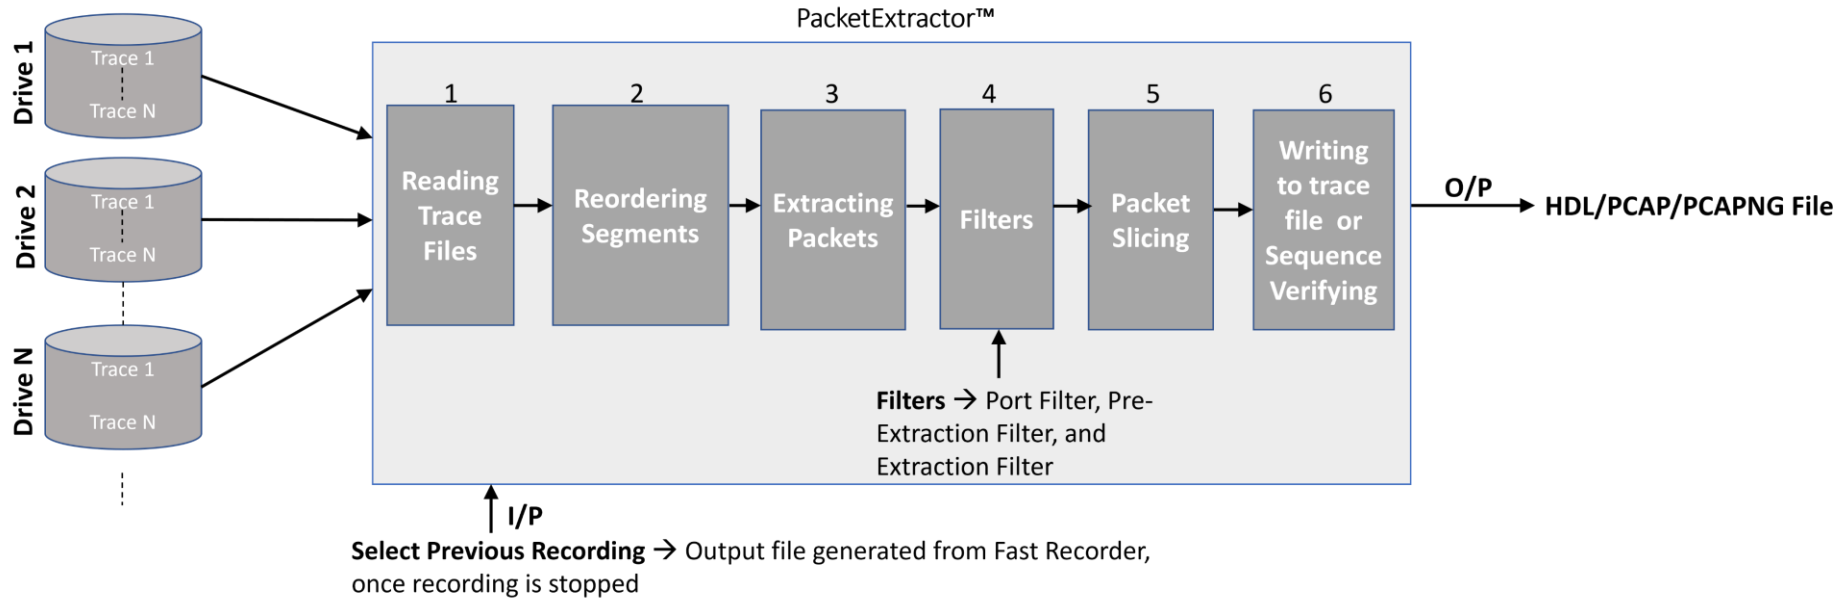 PacketExtractor™
Drive 1
Trace 1
Trace N
Drive 2
Trace 1
Trace N
Drive N
Trace 1
Trace N
1
Reading
Trace
Files
2
Reordering
Segments
3
Extracting
Packets
4
Filters
5
Packet
Slicing
6
Writing
to trace
file or
Sequence
Verifying
O/P
HDL/PCAP/PCAPNG File
Filters → Port Filter, Pre-
Extraction Filter, and
Extraction Filter
I/P
Select Previous Recording → Output file generated from Fast Recorder,
once recording is stopped